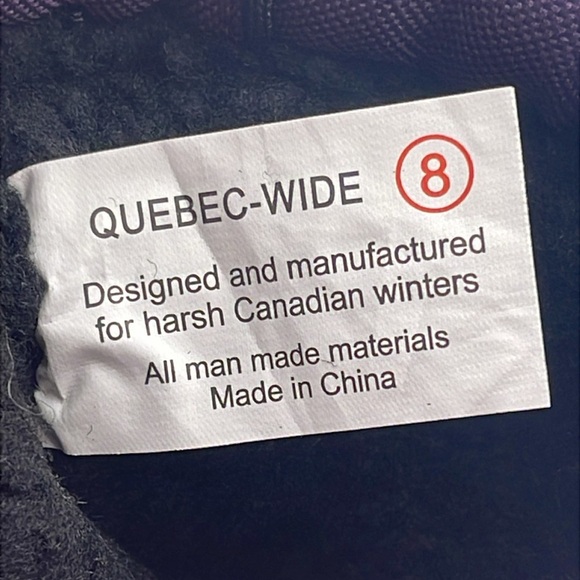 QUEBEC-WIDE 8
Designed and manufactured
for harsh Canadian winters
All man made materials
Made in China